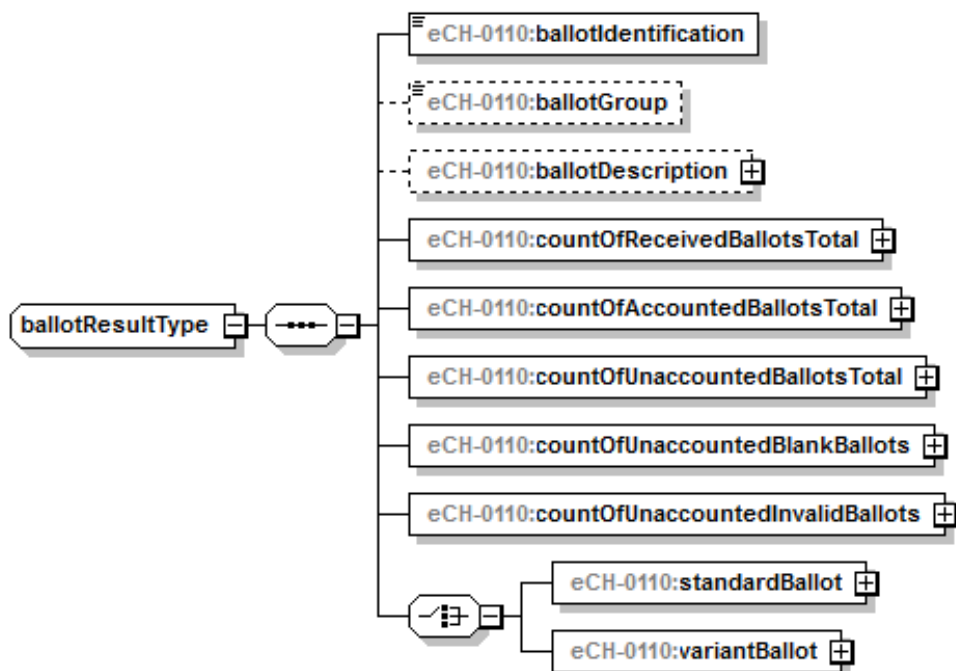 eCH-0110:ballotIdentification
eCH-0110:ballotGroup
eCH-0110:ballotDescription
eCH-0110:countOfReceivedBallotsTotal
ballotResultType
eCH-0110:countOfAccountedBallotsTotal
eCH-0110:countOfUnaccountedBallotsTotal
eCH-0110:countOfUnaccountedBlankBallots
eCH-0110:countOfUnaccountedInvalidBallots
eCH-0110:standardBallot
eCH-0110:variantBallot